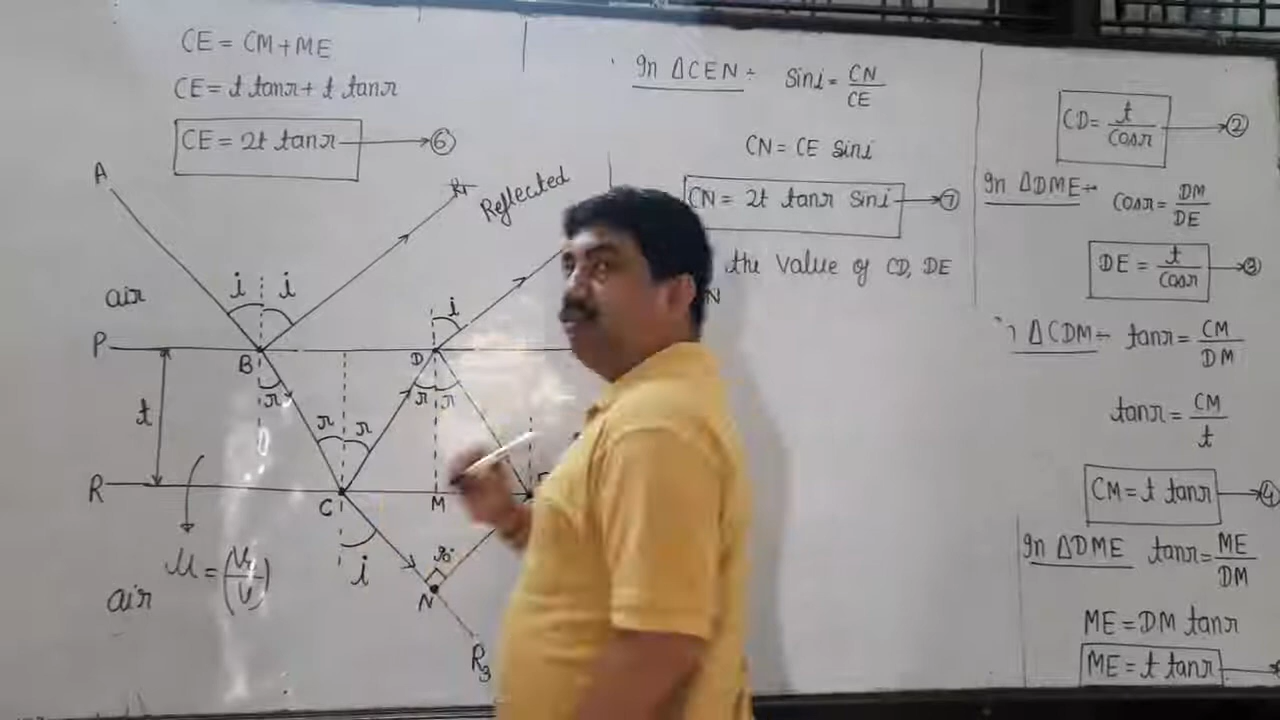 CE = CM + ME
CE = t tanr + t tanr
CE = 2t tanr → ⑥
A
Reflected
i i
air
P
B
t
r
r r
D
i
r r
R
C
M
i
90°
N
R₃
air
μ =
In ΔCEN ÷ Sini = CN/CE
CN = CE Sini
CN = 2t tanr Sini → ⑦
the Value of CD, DE
N
CD = t/Cosr → ②
In ΔDME ÷ Cosr = DM/DE
DE = t/Cosr → ③
ΔCDM ÷ tanr = CM/DM
tanr = CM/t
CM = t tanr → ④
In ΔDME tanr = ME/DM
ME = DM tanr
ME = t tanr →